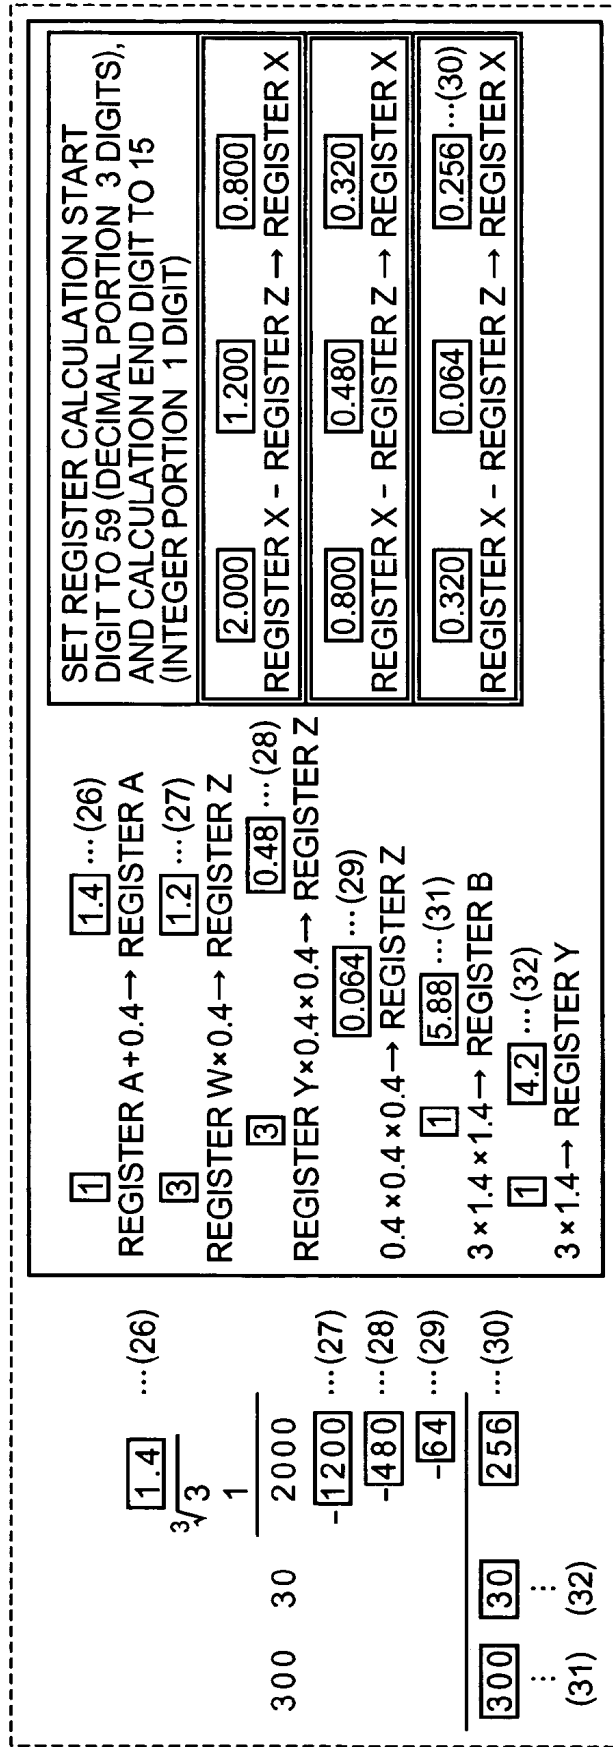 1.4 …(26)
∛3
1
300 30 2000
-1200 …(27)
-480 …(28)
-64 …(29)
300 30 256 …(30)
(31) (32)
1 1.4 …(26)
REGISTER A+0.4→ REGISTER A
3 1.2 …(27)
REGISTER W×0.4→ REGISTER Z
3 0.48 …(28)
REGISTER Y×0.4×0.4→ REGISTER Z
0.064 …(29)
0.4×0.4×0.4→ REGISTER Z
1 5.88 …(31)
3×1.4×1.4→ REGISTER B
1 4.2 …(32)
3×1.4→ REGISTER Y
SET REGISTER CALCULATION START
DIGIT TO 59 (DECIMAL PORTION 3 DIGITS),
AND CALCULATION END DIGIT TO 15
(INTEGER PORTION 1 DIGIT)
2.000 1.200 0.800
REGISTER X − REGISTER Z → REGISTER X
0.800 0.480 0.320
REGISTER X − REGISTER Z → REGISTER X
0.320 0.064 0.256 …(30)
REGISTER X − REGISTER Z → REGISTER X